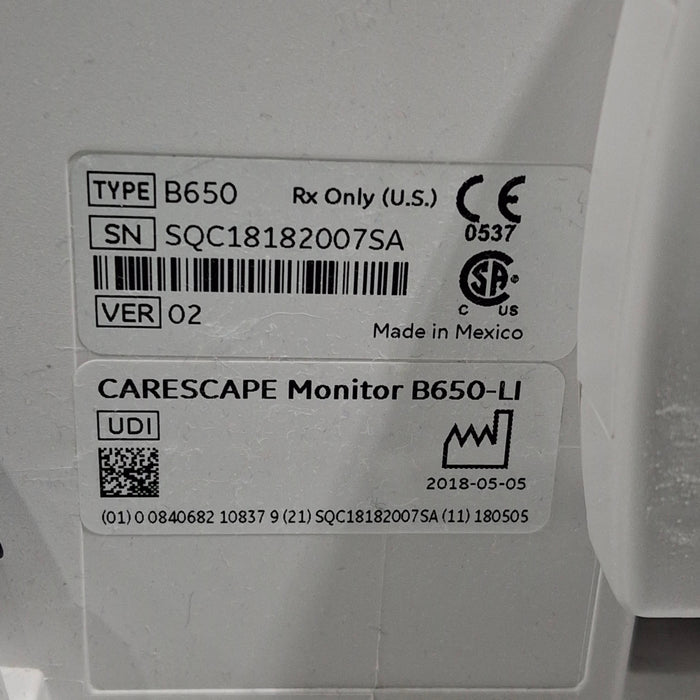 TYPE B650 Rx Only (U.S.) CE
SN SQC18182007SA 0537
SA
C US
VER 02
Made in Mexico
CARESCAPE Monitor B650-LI
UDI
2018-05-05
(01) 0 0840682 10837 9 (21) SQC18182007SA (11) 180505